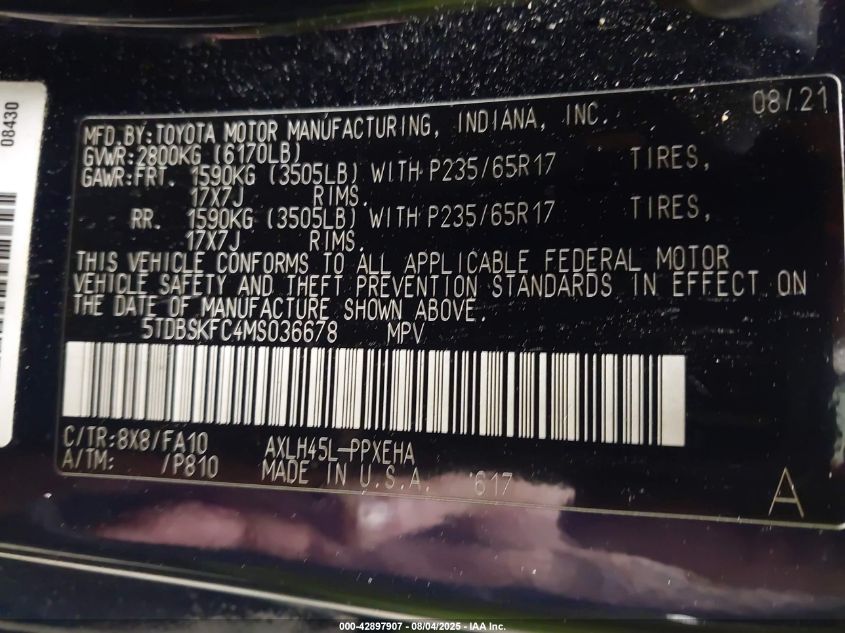 08430
08/21
MFD.BY:TOYOTA MOTOR MANUFACTURING, INDIANA, INC.
GVWR:2800KG (6170LB)
GAWR:FRT. 1590KG (3505LB) WITH P235/65R17 TIRES,
17X7J RIMS.
RR. 1590KG (3505LB) WITH P235/65R17 TIRES,
17X7J RIMS.
THIS VEHICLE CONFORMS TO ALL APPLICABLE FEDERAL MOTOR
VEHICLE SAFETY AND THEFT PREVENTION STANDARDS IN EFFECT ON
THE DATE OF MANUFACTURE SHOWN ABOVE.
5TDBSKFC4MS036678 MPV
C/TR:8X8/FA10 AXLH45L-PPXEHA
A/TM: /P810 MADE IN U.S.A. '617
A
000-42897907 - 08/04/2025 - IAA Inc.